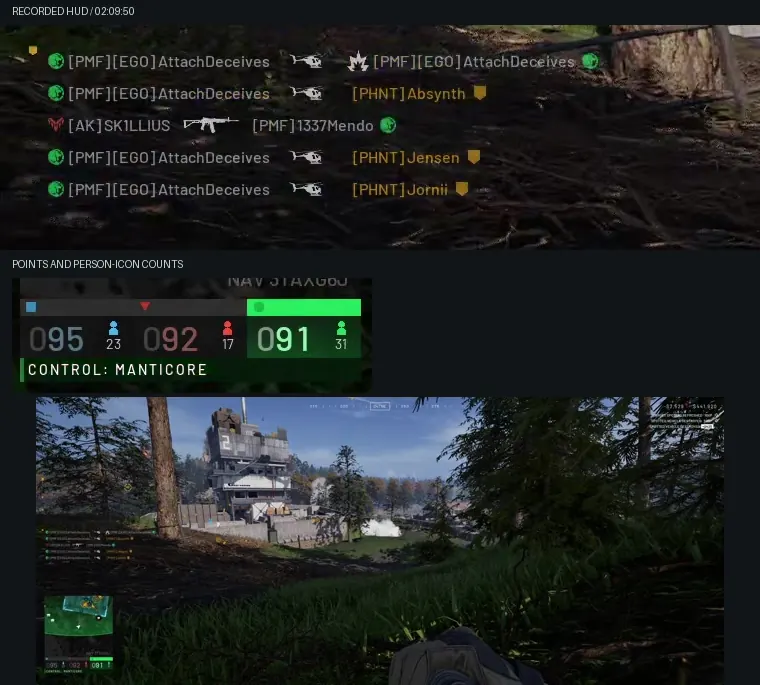 RECORDED HUD / 02:09:50
[PMF][EGO]AttachDeceives [PMF][EGO]AttachDeceives
[PMF][EGO]AttachDeceives [PHNT]Absynth
[AK]SK1LLIUS [PMF]1337Mendo
[PMF][EGO]AttachDeceives [PHNT]Jensen
[PMF][EGO]AttachDeceives [PHNT]Jornii
POINTS AND PERSON-ICON COUNTS
095 23 092 17 091 31
CONTROL: MANTICORE
2